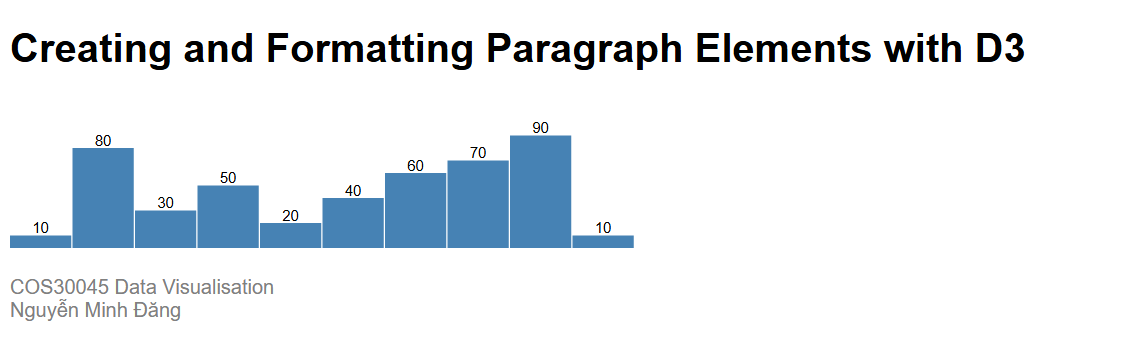 Creating and Formatting Paragraph Elements with D3
10 80 30 50 20 40 60 70 90 10
COS30045 Data Visualisation
Nguyễn Minh Đăng